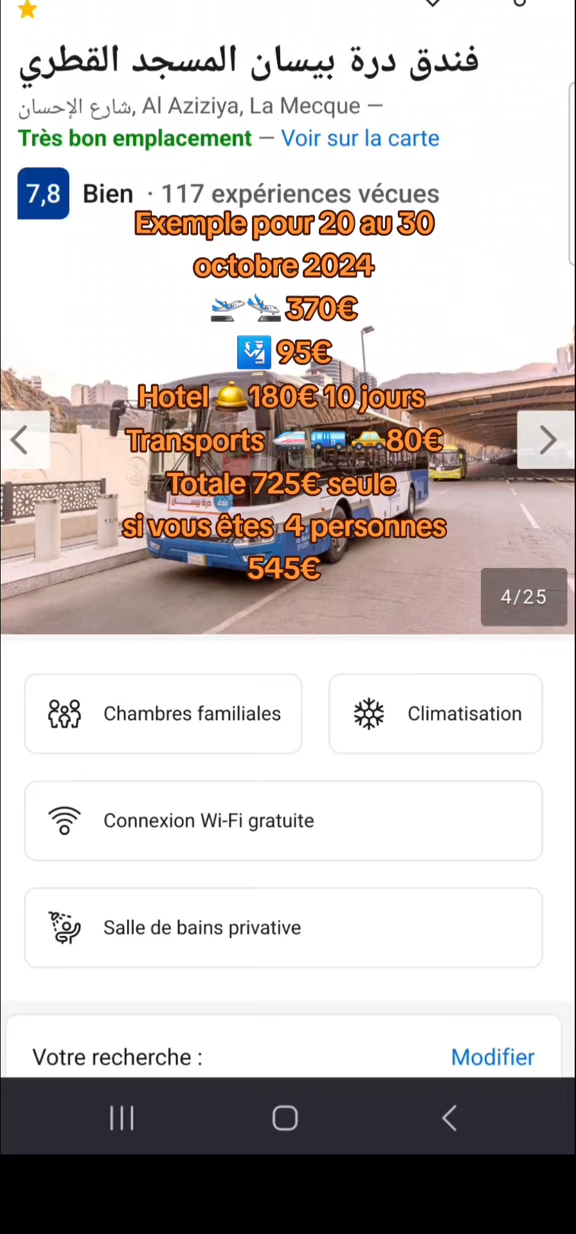 فندق درة بيسان المسجد القطري
شارع الإحسان, Al Aziziya, La Mecque —
Très bon emplacement — Voir sur la carte
7,8 Bien · 117 expériences vécues
Exemple pour 20 au 30
octobre 2024
370€
95€
Hotel 180€ 10 jours
Transports 80€
Totale 725€ seule
si vous êtes 4 personnes
545€
4/25
Chambres familiales
Climatisation
Connexion Wi-Fi gratuite
Salle de bains privative
Votre recherche :
Modifier